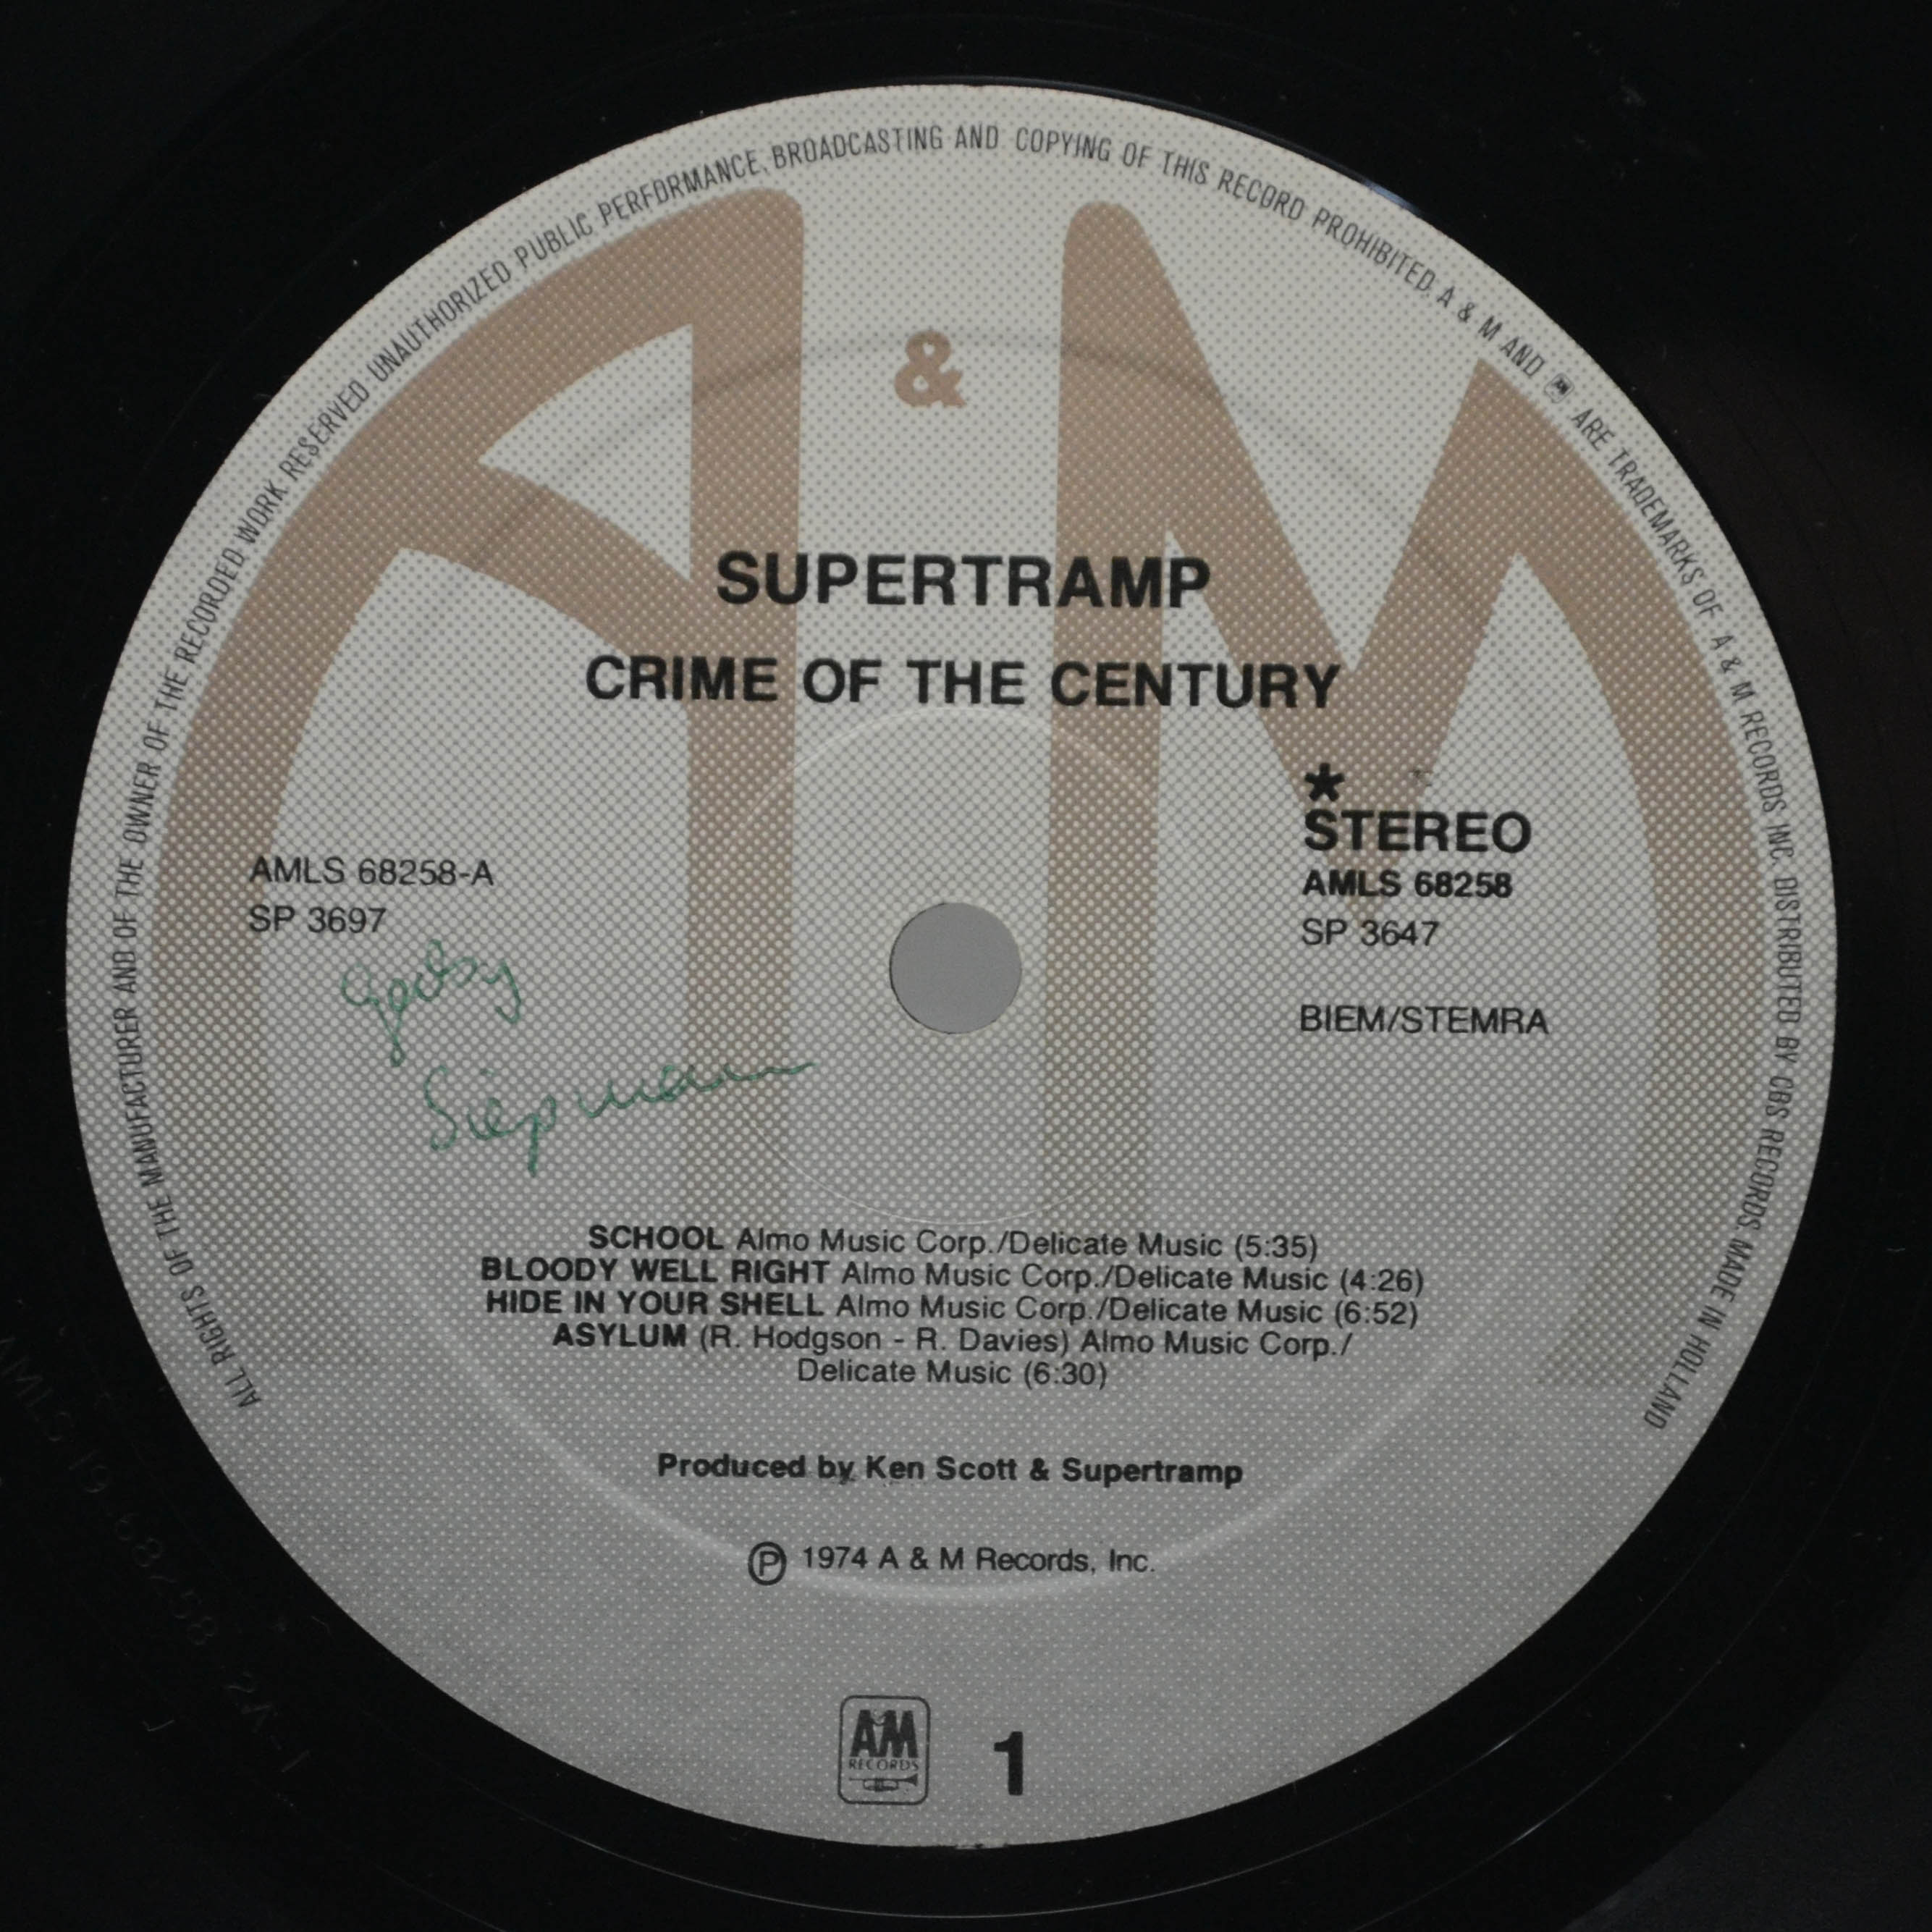 ALL RIGHTS OF THE MANUFACTURER AND OF THE OWNER OF THE RECORDED WORK RESERVED UNAUTHORIZED PUBLIC PERFORMANCE, BROADCASTING AND COPYING OF THIS RECORD PROHIBITED. A & M AND AM ARE TRADEMARKS OF A & M RECORDS INC DISTRIBUTED BY CBS RECORDS. MADE IN HOLLAND
A & M
SUPERTRAMP
CRIME OF THE CENTURY
*
STEREO
AMLS 68258
SP 3647
BIEM/STEMRA
AMLS 68258-A
SP 3697
Gaby
Siepmann
SCHOOL Almo Music Corp./Delicate Music (5:35)
BLOODY WELL RIGHT Almo Music Corp./Delicate Music (4:26)
HIDE IN YOUR SHELL Almo Music Corp./Delicate Music (6:52)
ASYLUM (R. Hodgson - R. Davies) Almo Music Corp./
Delicate Music (6:30)
Produced by Ken Scott & Supertramp
℗ 1974 A & M Records, Inc.
AM
RECORDS
1